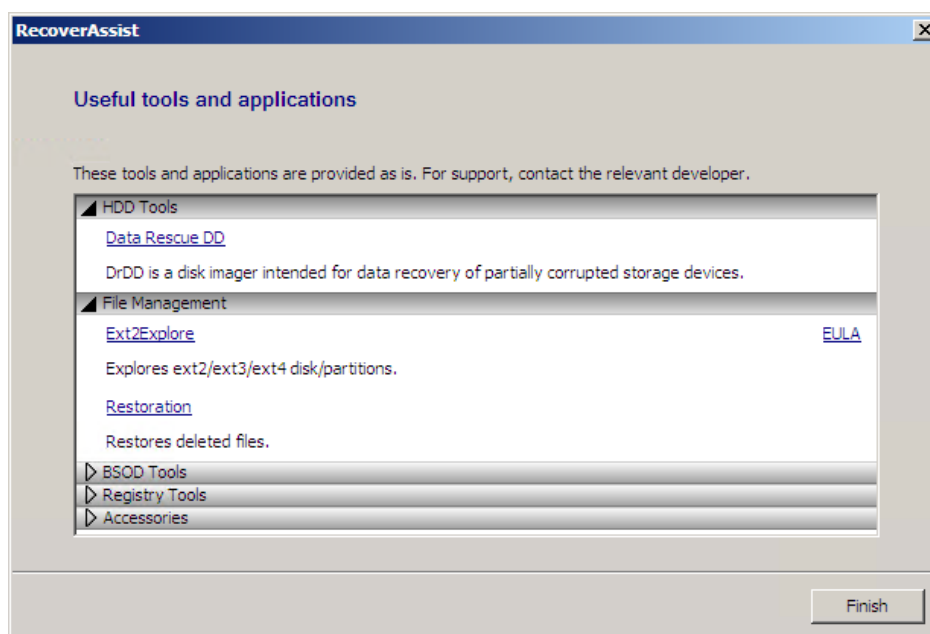 RecoverAssist
Useful tools and applications
These tools and applications are provided as is. For support, contact the relevant developer.
HDD Tools
Data Rescue DD
DrDD is a disk imager intended for data recovery of partially corrupted storage devices.
File Management
Ext2Explore EULA
Explores ext2/ext3/ext4 disk/partitions.
Restoration
Restores deleted files.
BSOD Tools
Registry Tools
Accessories
Finish